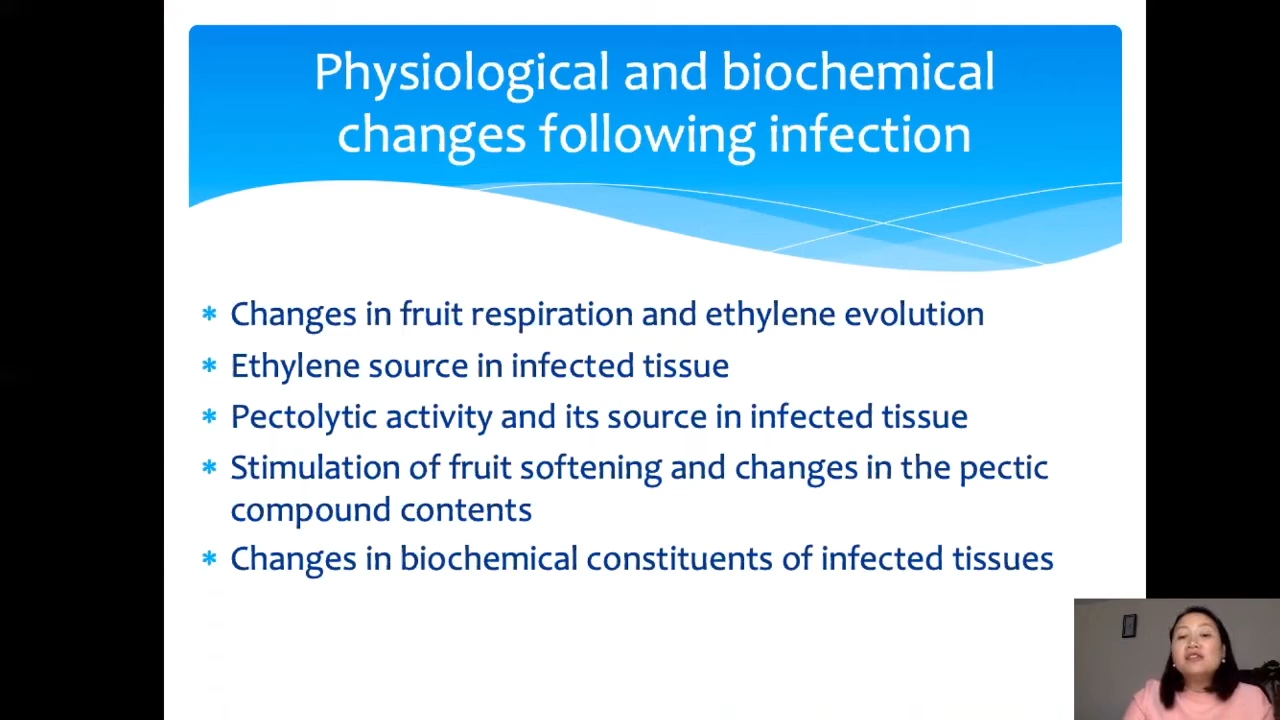 Physiological and biochemical
changes following infection
* Changes in fruit respiration and ethylene evolution
* Ethylene source in infected tissue
* Pectolytic activity and its source in infected tissue
* Stimulation of fruit softening and changes in the pectic
compound contents
* Changes in biochemical constituents of infected tissues